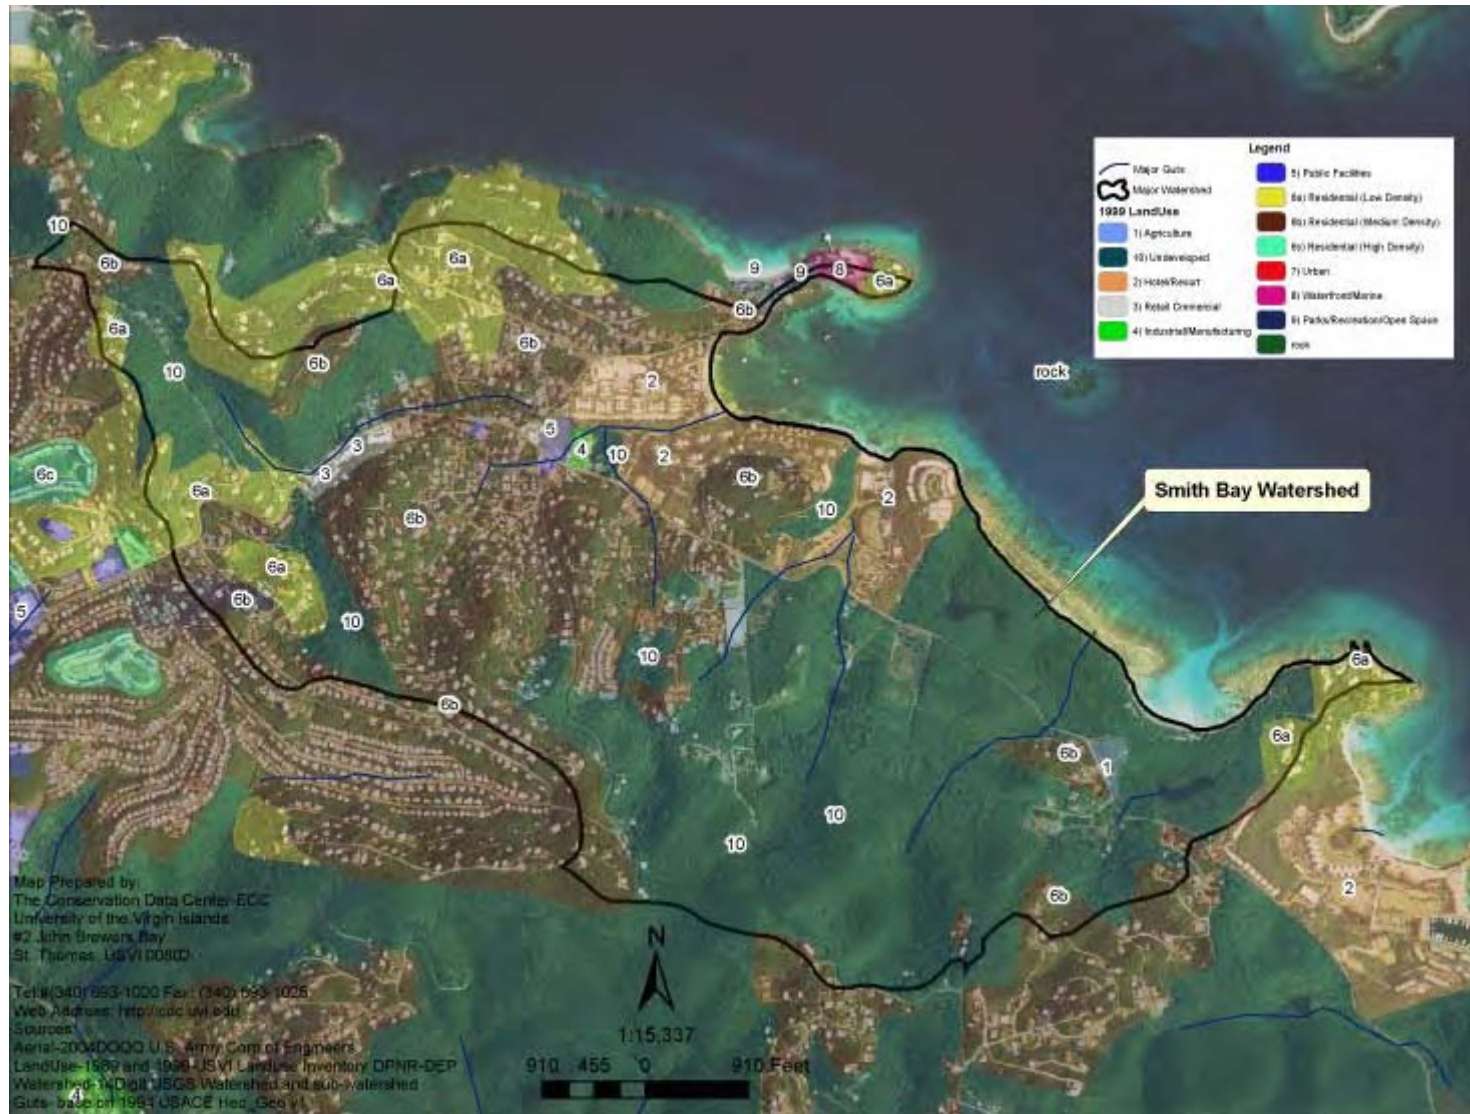 Legend
Major Guts
Major Watershed
1999 LandUse
1) Agriculture
10) Undeveloped
2) Hotel/Resort
3) Retail Commercial
4) Industrial/Manufacturing
5) Public Facilities
6a) Residential (Low Density)
6b) Residential (Medium Density)
6c) Residential (High Density)
7) Urban
8) Waterfront/Marine
9) Parks/Recreation/Open Space
rock
10
6b
6a
6a
9
9
8
6a
6b
6a
10
6b
6b
2
rock
3
3
5
4
10
2
6b
2
10
6c
6a
6b
Smith Bay Watershed
6a
6b
5
10
10
6b
6a
6a
6b
1
10
10
6b
2
Map Prepared by:
The Conservation Data Center-ECC
University of the Virgin Islands
#2 John Brewers Bay
St. Thomas, USVI 00802
N
Tel:#(340) 693-1020 Fax: (340) 693-1025
Web Address: http://cdc.uvi.edu
Sources:
Aerial-2004DOQQ U.S. Army Corp of Engineers
LandUse-1989 and 1999-USVI Landuse Inventory DPNR-DEP
Watershed-14Digit USGS Watershed and sub-watershed
Guts- base on 1994 USACE Hec_Geo v1
4
1:15,337
910 455 0 910 Feet